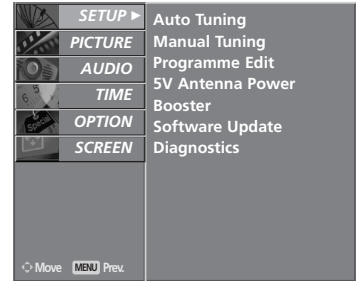 SETUP ►
PICTURE
AUDIO
TIME
OPTION
SCREEN
Auto Tuning
Manual Tuning
Programme Edit
5V Antenna Power
Booster
Software Update
Diagnostics
Move MENU Prev.